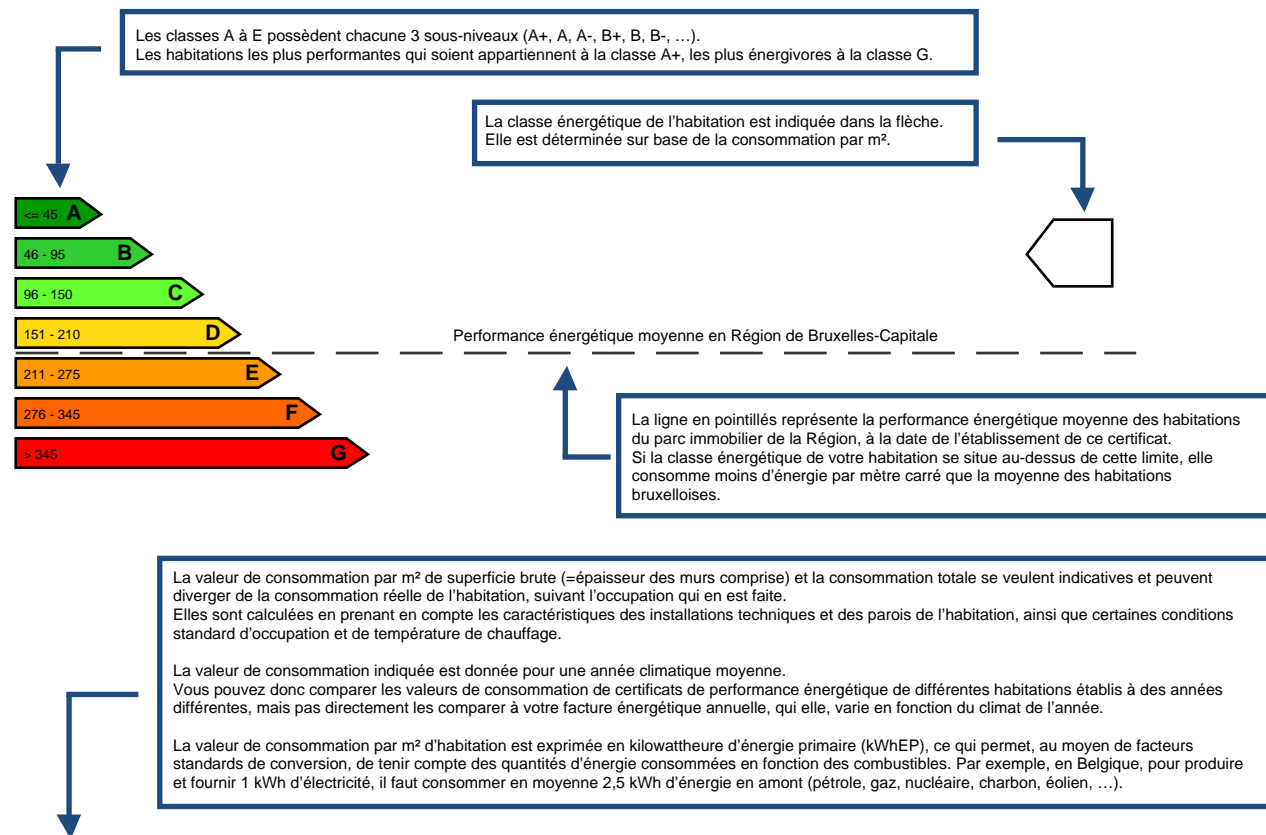 Les classes A à E possèdent chacune 3 sous-niveaux (A+, A, A-, B+, B, B-, …).
Les habitations les plus performantes qui soient appartiennent à la classe A+, les plus énergivores à la classe G.
La classe énergétique de l’habitation est indiquée dans la flèche.
Elle est déterminée sur base de la consommation par m².
<= 45 A
46 - 95 B
96 - 150 C
151 - 210 D
Performance énergétique moyenne en Région de Bruxelles-Capitale
211 - 275 E
276 - 345 F
> 345 G
La ligne en pointillés représente la performance énergétique moyenne des habitations
du parc immobilier de la Région, à la date de l’établissement de ce certificat.
Si la classe énergétique de votre habitation se situe au-dessus de cette limite, elle
consomme moins d’énergie par mètre carré que la moyenne des habitations
bruxelloises.
La valeur de consommation par m² de superficie brute (=épaisseur des murs comprise) et la consommation totale se veulent indicatives et peuvent
diverger de la consommation réelle de l’habitation, suivant l’occupation qui en est faite.
Elles sont calculées en prenant en compte les caractéristiques des installations techniques et des parois de l’habitation, ainsi que certaines conditions
standard d’occupation et de température de chauffage.
La valeur de consommation indiquée est donnée pour une année climatique moyenne.
Vous pouvez donc comparer les valeurs de consommation de certificats de performance énergétique de différentes habitations établis à des années
différentes, mais pas directement les comparer à votre facture énergétique annuelle, qui elle, varie en fonction du climat de l’année.
La valeur de consommation par m² d’habitation est exprimée en kilowattheure d’énergie primaire (kWhEP), ce qui permet, au moyen de facteurs
standards de conversion, de tenir compte des quantités d’énergie consommées en fonction des combustibles. Par exemple, en Belgique, pour produire
et fournir 1 kWh d’électricité, il faut consommer en moyenne 2,5 kWh d’énergie en amont (pétrole, gaz, nucléaire, charbon, éolien, …).